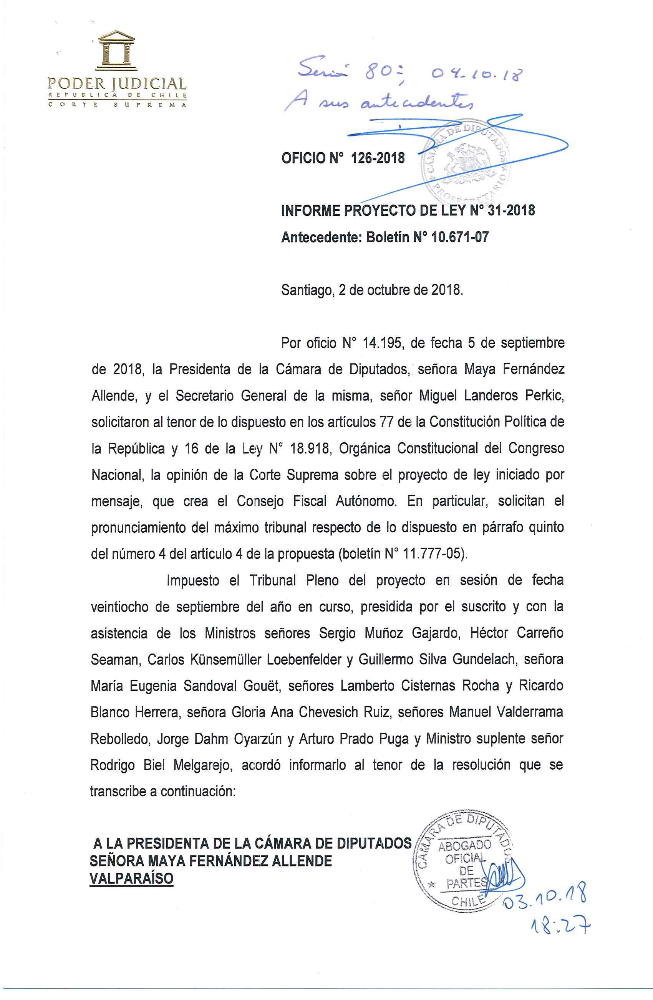 PODER JUDICIAL
REPUBLICA DE CHILE
CORTE SUPREMA
Sesión 80ª, 04.10.18
A sus antecedentes
CÁMARA DE DIPUTADOS
PROSECRETARIO
OFICIO N° 126-2018
INFORME PROYECTO DE LEY N° 31-2018
Antecedente: Boletín N° 10.671-07
Santiago, 2 de octubre de 2018.
Por oficio N° 14.195, de fecha 5 de septiembre
de 2018, la Presidenta de la Cámara de Diputados, señora Maya Fernández
Allende, y el Secretario General de la misma, señor Miguel Landeros Perkic,
solicitaron al tenor de lo dispuesto en los artículos 77 de la Constitución Política de
la República y 16 de la Ley N° 18.918, Orgánica Constitucional del Congreso
Nacional, la opinión de la Corte Suprema sobre el proyecto de ley iniciado por
mensaje, que crea el Consejo Fiscal Autónomo. En particular, solicitan el
pronunciamiento del máximo tribunal respecto de lo dispuesto en párrafo quinto
del número 4 del artículo 4 de la propuesta (boletín N° 11.777-05).
Impuesto el Tribunal Pleno del proyecto en sesión de fecha
veintiocho de septiembre del año en curso, presidida por el suscrito y con la
asistencia de los Ministros señores Sergio Muñoz Gajardo, Héctor Carreño
Seaman, Carlos Künsemüller Loebenfelder y Guillermo Silva Gundelach, señora
María Eugenia Sandoval Gouët, señores Lamberto Cisternas Rocha y Ricardo
Blanco Herrera, señora Gloria Ana Chevesich Ruiz, señores Manuel Valderrama
Rebolledo, Jorge Dahm Oyarzún y Arturo Prado Puga y Ministro suplente señor
Rodrigo Biel Melgarejo, acordó informarlo al tenor de la resolución que se
transcribe a continuación:
A LA PRESIDENTA DE LA CÁMARA DE DIPUTADOS
SEÑORA MAYA FERNÁNDEZ ALLENDE
VALPARAÍSO
CÁMARA DE DIPUTADOS
ABOGADO
OFICIAL
DE
PARTES
CHILE
03.10.18
18:27